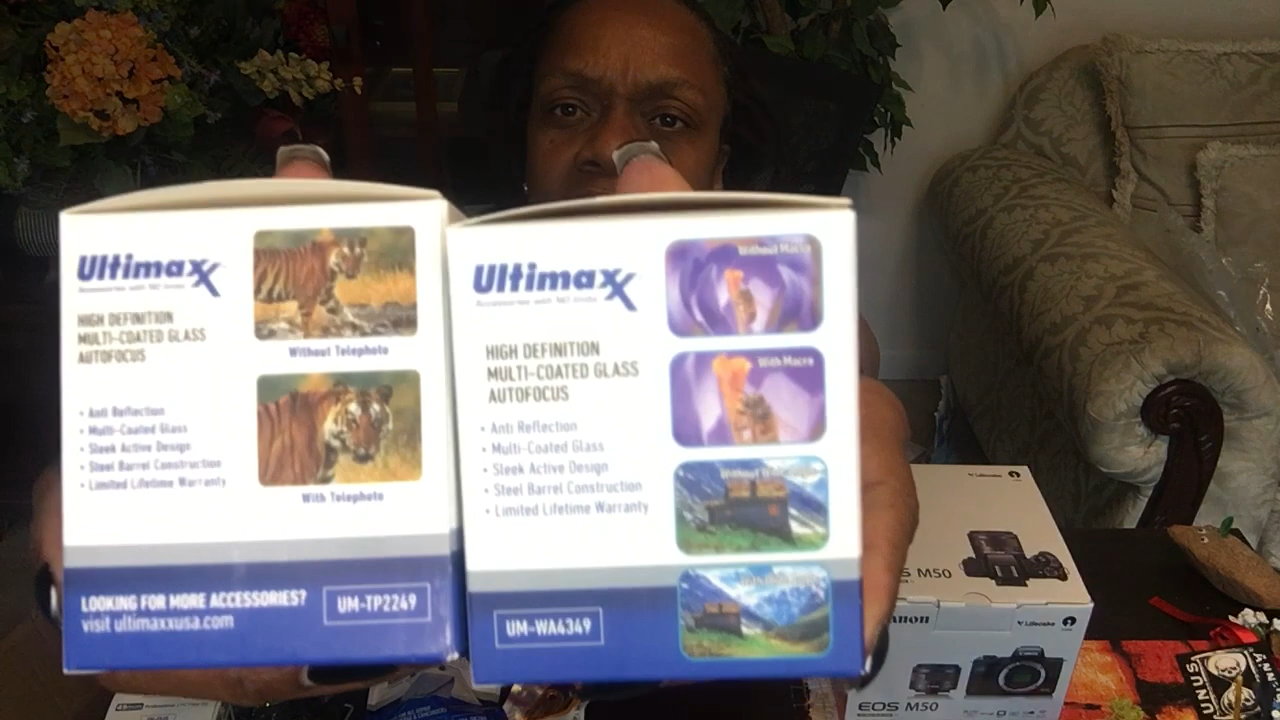 Ultimaxx
Accessories with NO limits
HIGH DEFINITION
MULTI-COATED GLASS
AUTOFOCUS
• Anti Reflection
• Multi-Coated Glass
• Sleek Active Design
• Steel Barrel Construction
• Limited Lifetime Warranty
Without Telephoto
With Telephoto
LOOKING FOR MORE ACCESSORIES?
visit ultimaxxusa.com
UM-TP2249
Ultimaxx
Accessories with NO limits
HIGH DEFINITION
MULTI-COATED GLASS
AUTOFOCUS
• Anti Reflection
• Multi-Coated Glass
• Sleek Active Design
• Steel Barrel Construction
• Limited Lifetime Warranty
Without Macro
With Macro
Without
UM-WA4349
S M50
anon
EOS M50
UNUS